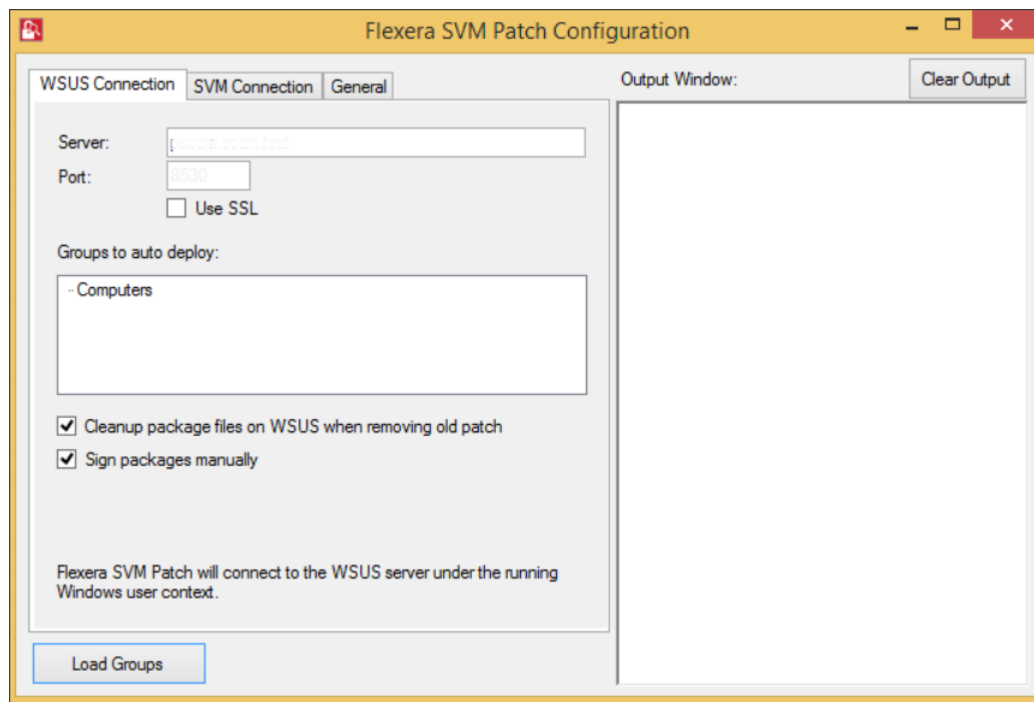 Flexera SVM Patch Configuration
WSUS Connection SVM Connection General
Server:
Port: 8530
Use SSL
Groups to auto deploy:
Computers
Cleanup package files on WSUS when removing old patch
Sign packages manually
Flexera SVM Patch will connect to the WSUS server under the running
Windows user context.
Load Groups
Output Window: Clear Output